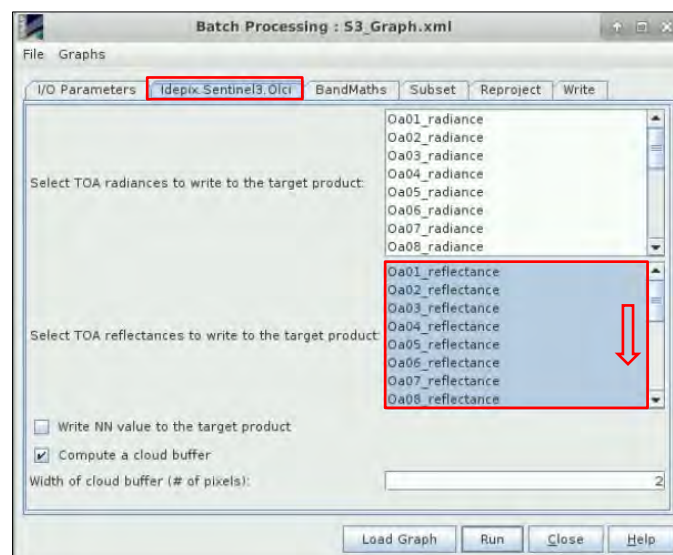 Batch Processing : S3_Graph.xml
File Graphs
I/O Parameters Idepix.Sentinel3.Olci BandMaths Subset Reproject Write
Oa01_radiance
Oa02_radiance
Oa03_radiance
Oa04_radiance
Select TOA radiances to write to the target product:
Oa05_radiance
Oa06_radiance
Oa07_radiance
Oa08_radiance
Oa01_reflectance
Oa02_reflectance
Oa03_reflectance
Oa04_reflectance
Select TOA reflectances to write to the target product:
Oa05_reflectance
Oa06_reflectance
Oa07_reflectance
Oa08_reflectance
Write NN value to the target product
Compute a cloud buffer
Width of cloud buffer (# of pixels): 2
Load Graph Run Close Help